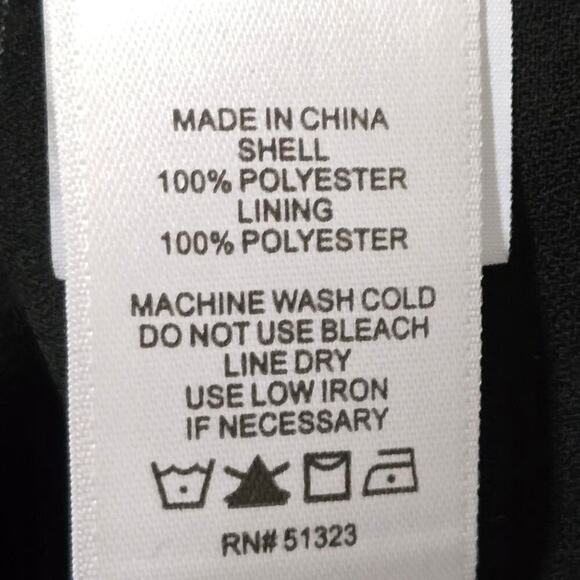 MADE IN CHINA
SHELL
100% POLYESTER
LINING
100% POLYESTER
MACHINE WASH COLD
DO NOT USE BLEACH
LINE DRY
USE LOW IRON
IF NECESSARY
RN# 51323